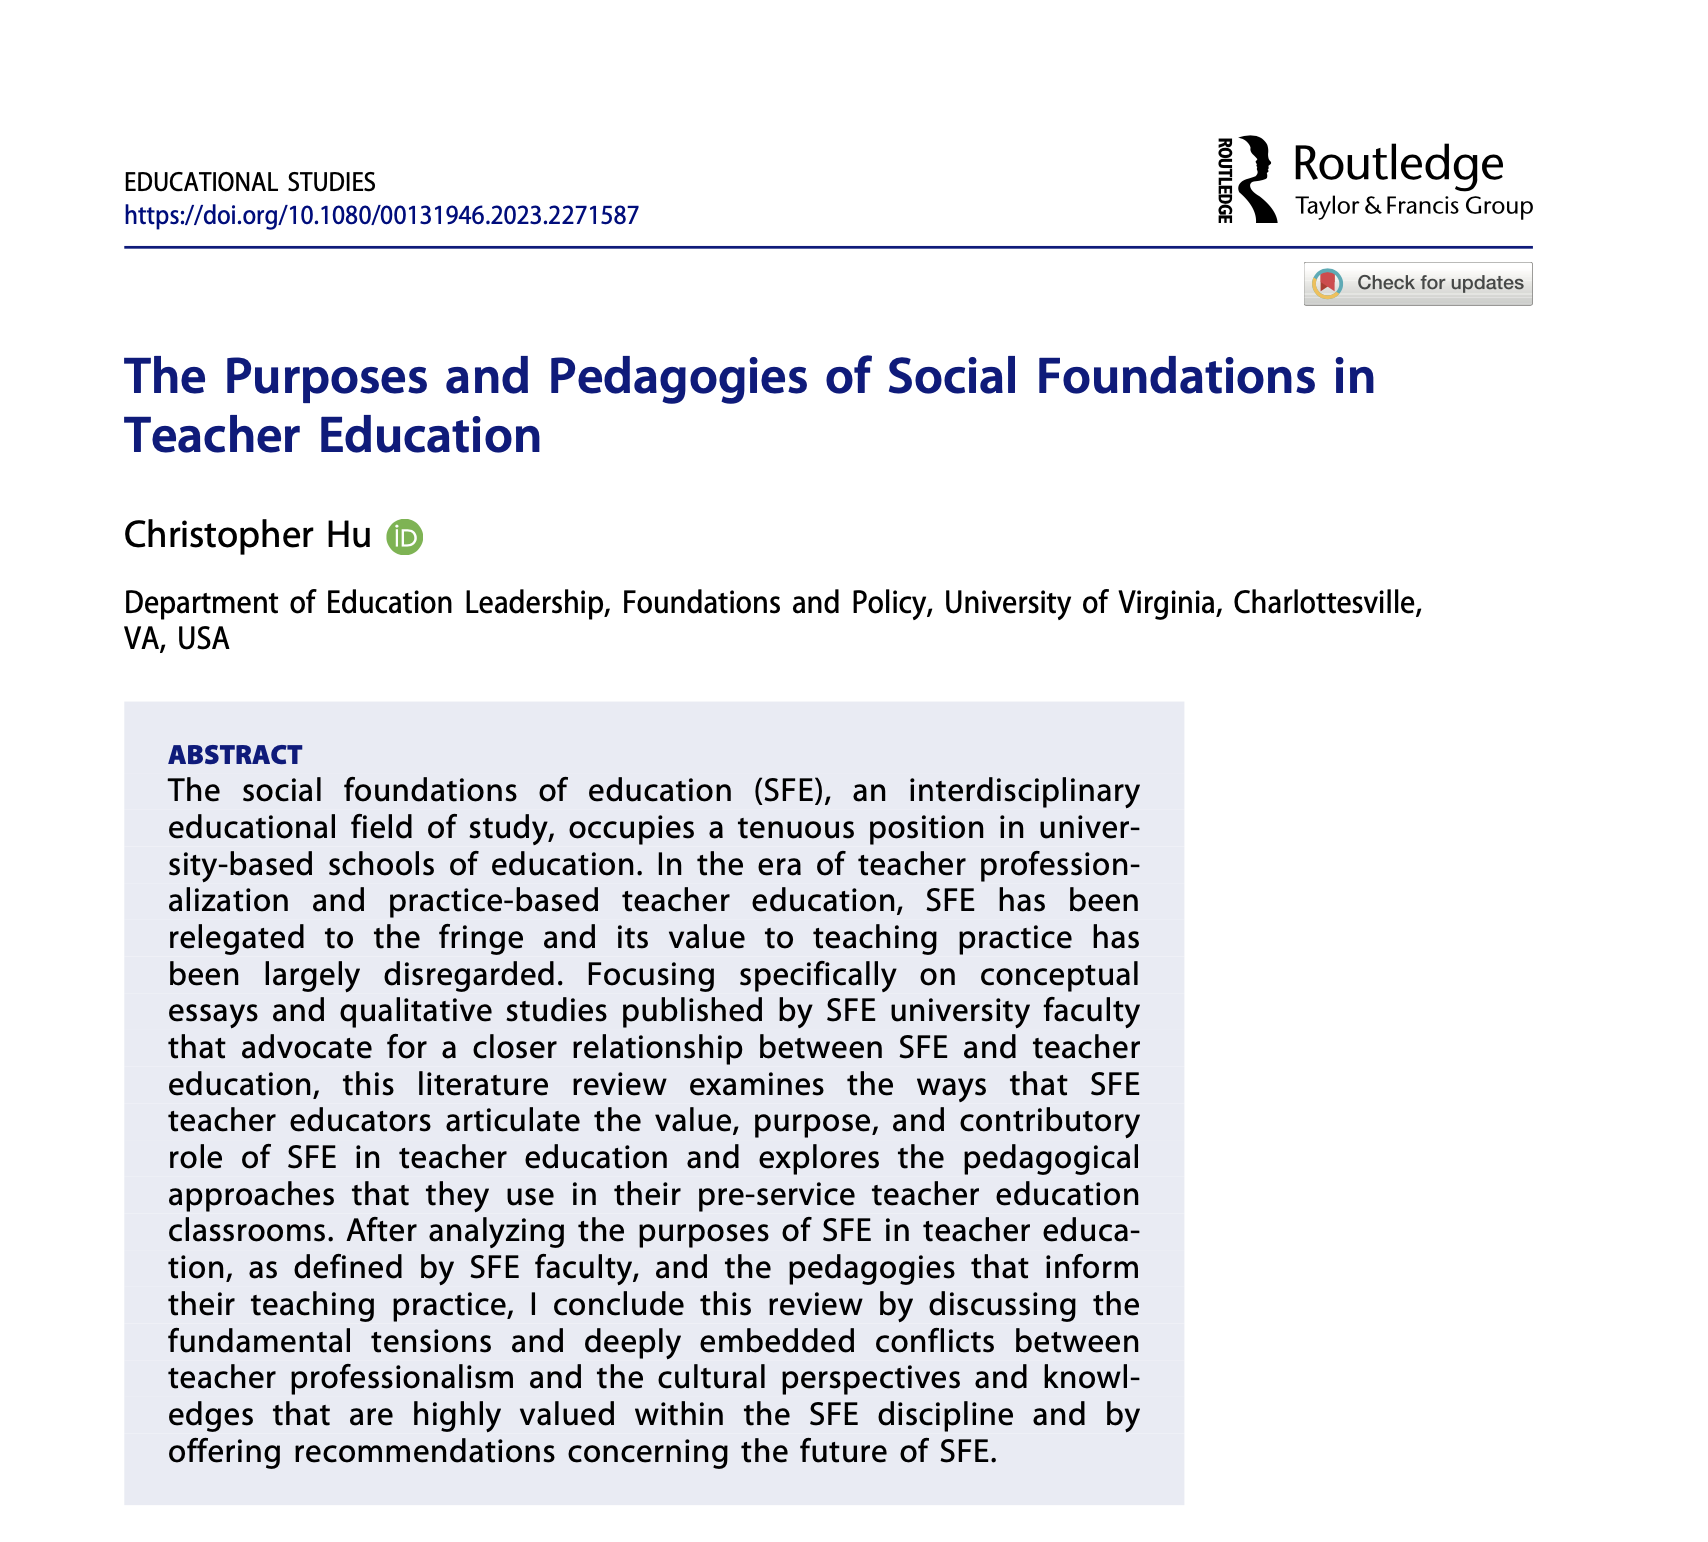 EDUCATIONAL STUDIES
https://doi.org/10.1080/00131946.2023.2271587
ROUTLEDGE
Routledge
Taylor & Francis Group
Check for updates
The Purposes and Pedagogies of Social Foundations in
Teacher Education
Christopher Hu iD
Department of Education Leadership, Foundations and Policy, University of Virginia, Charlottesville,
VA, USA
ABSTRACT
The social foundations of education (SFE), an interdisciplinary
educational field of study, occupies a tenuous position in univer-
sity-based schools of education. In the era of teacher profession-
alization and practice-based teacher education, SFE has been
relegated to the fringe and its value to teaching practice has
been largely disregarded. Focusing specifically on conceptual
essays and qualitative studies published by SFE university faculty
that advocate for a closer relationship between SFE and teacher
education, this literature review examines the ways that SFE
teacher educators articulate the value, purpose, and contributory
role of SFE in teacher education and explores the pedagogical
approaches that they use in their pre-service teacher education
classrooms. After analyzing the purposes of SFE in teacher educa-
tion, as defined by SFE faculty, and the pedagogies that inform
their teaching practice, I conclude this review by discussing the
fundamental tensions and deeply embedded conflicts between
teacher professionalism and the cultural perspectives and knowl-
edges that are highly valued within the SFE discipline and by
offering recommendations concerning the future of SFE.